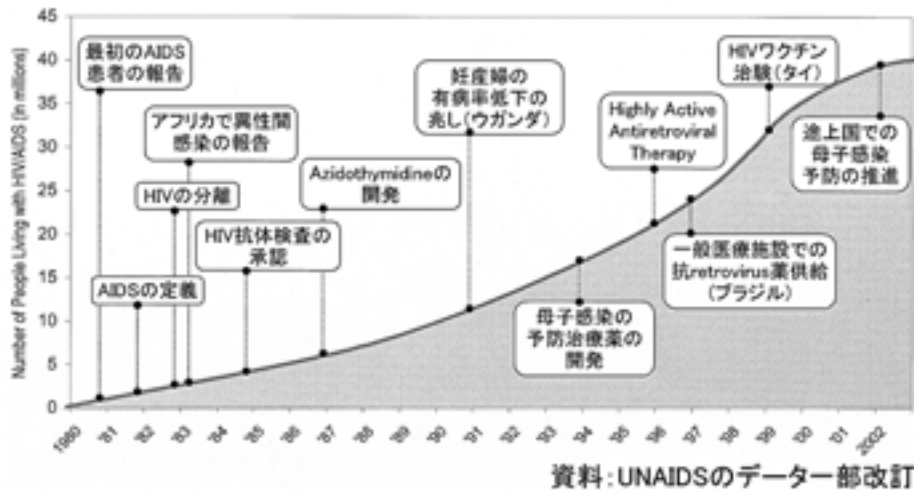 Number of People Living with HIV/AIDS [in millions]
45
40
35
30
25
20
15
10
5
0
最初のAIDS
患者の報告
アフリカで異性間
感染の報告
HIVの分離
AIDSの定義
HIV抗体検査の
承認
Azidothymidineの
開発
妊産婦の
有病率低下の
兆し(ウガンダ)
母子感染の
予防治療薬の
開発
Highly Active
Antiretroviral
Therapy
一般医療施設での
抗retrovirus薬供給
(ブラジル)
HIVワクチン
治験(タイ)
途上国での
母子感染
予防の推進
1980 '81 '82 '83 '84 '85 '86 '87 '88 '89 '90 '91 '92 '93 '94 '95 '96 '97 '98 '99 '00 '01 2002
資料:UNAIDSのデーター部改訂